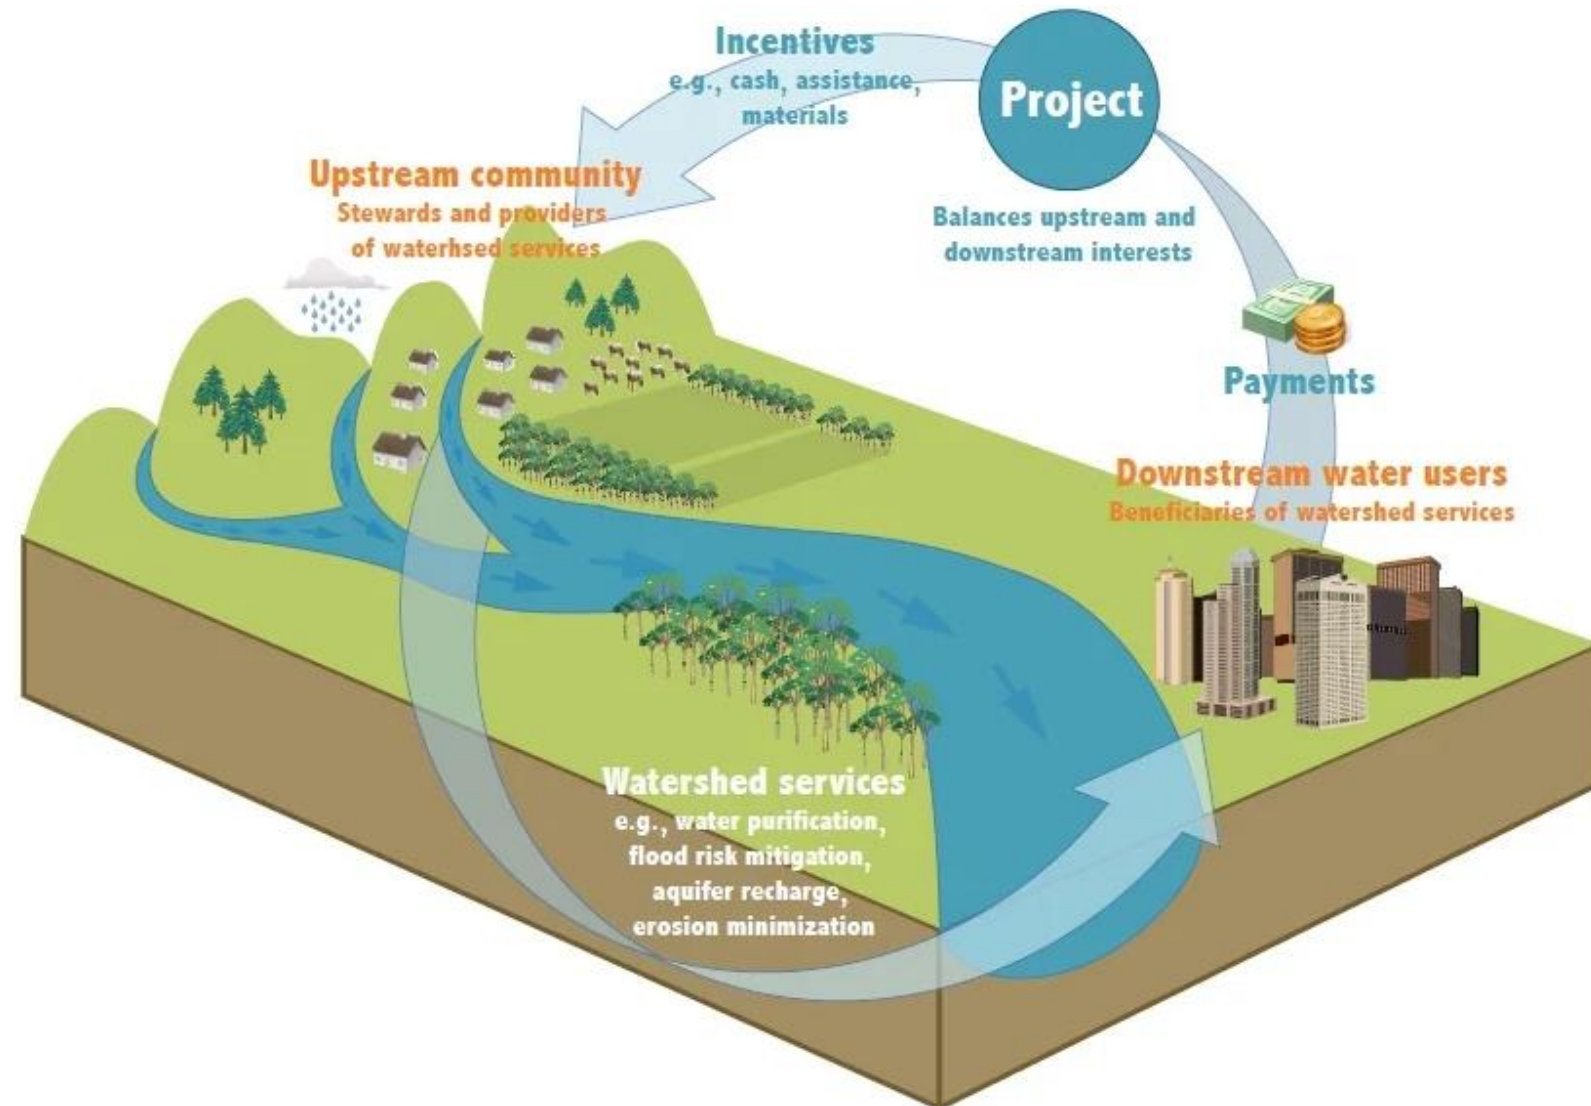 Incentives
e.g., cash, assistance,
materials
Project
Balances upstream and
downstream interests
Upstream community
Stewards and providers
of waterhsed services
Payments
Downstream water users
Beneficiaries of watershed services
Watershed services
e.g., water purification,
flood risk mitigation,
aquifer recharge,
erosion minimization